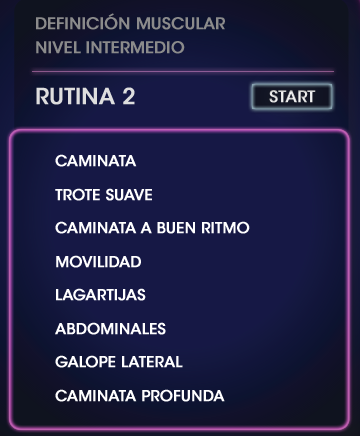 DEFINICIÓN MUSCULAR
NIVEL INTERMEDIO
RUTINA 2
START
CAMINATA
TROTE SUAVE
CAMINATA A BUEN RITMO
MOVILIDAD
LAGARTIJAS
ABDOMINALES
GALOPE LATERAL
CAMINATA PROFUNDA